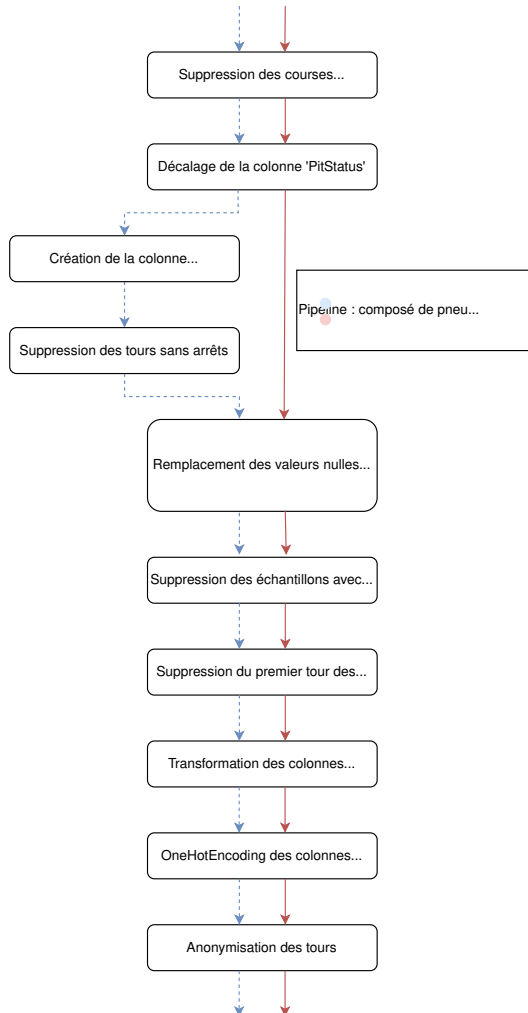 Suppression des courses...
Décalage de la colonne 'PitStatus'
Création de la colonne...
Pipeline : composé de pneu...
Suppression des tours sans arrêts
Remplacement des valeurs nulles...
Suppression des échantillons avec...
Suppression du premier tour des...
Transformation des colonnes...
OneHotEncoding des colonnes...
Anonymisation des tours